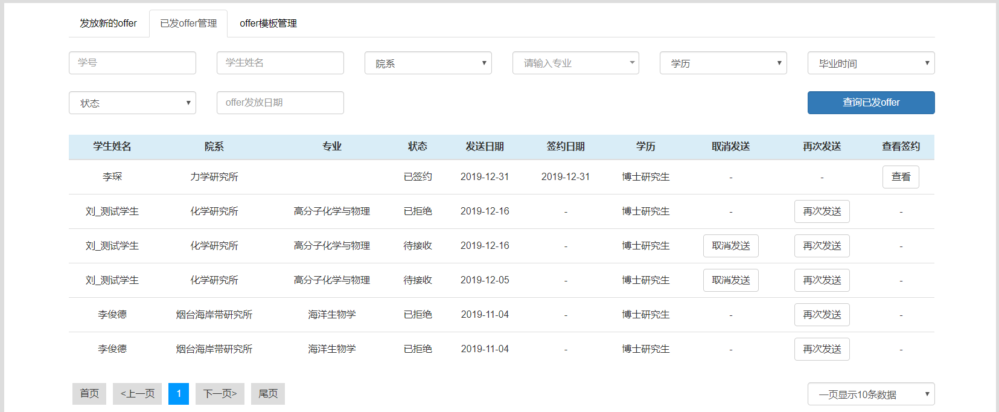 发放新的offer 已发offer管理 offer模板管理
学号 学生姓名 院系 请输入专业 学历 毕业时间
状态 offer发放日期 查询已发offer
学生姓名 院系 专业 状态 发送日期 签约日期 学历 取消发送 再次发送 查看签约
李琛 力学研究所 已签约 2019-12-31 2019-12-31 博士研究生 - - 查看
刘_测试学生 化学研究所 高分子化学与物理 已拒绝 2019-12-16 - 博士研究生 - 再次发送 -
刘_测试学生 化学研究所 高分子化学与物理 待接收 2019-12-16 - 博士研究生 取消发送 再次发送 -
刘_测试学生 化学研究所 高分子化学与物理 待接收 2019-12-05 - 博士研究生 取消发送 再次发送 -
李俊德 烟台海岸带研究所 海洋生物学 已拒绝 2019-11-04 - 博士研究生 - 再次发送 -
李俊德 烟台海岸带研究所 海洋生物学 已拒绝 2019-11-04 - 博士研究生 - 再次发送 -
首页 <上一页 1 下一页> 尾页 一页显示10条数据